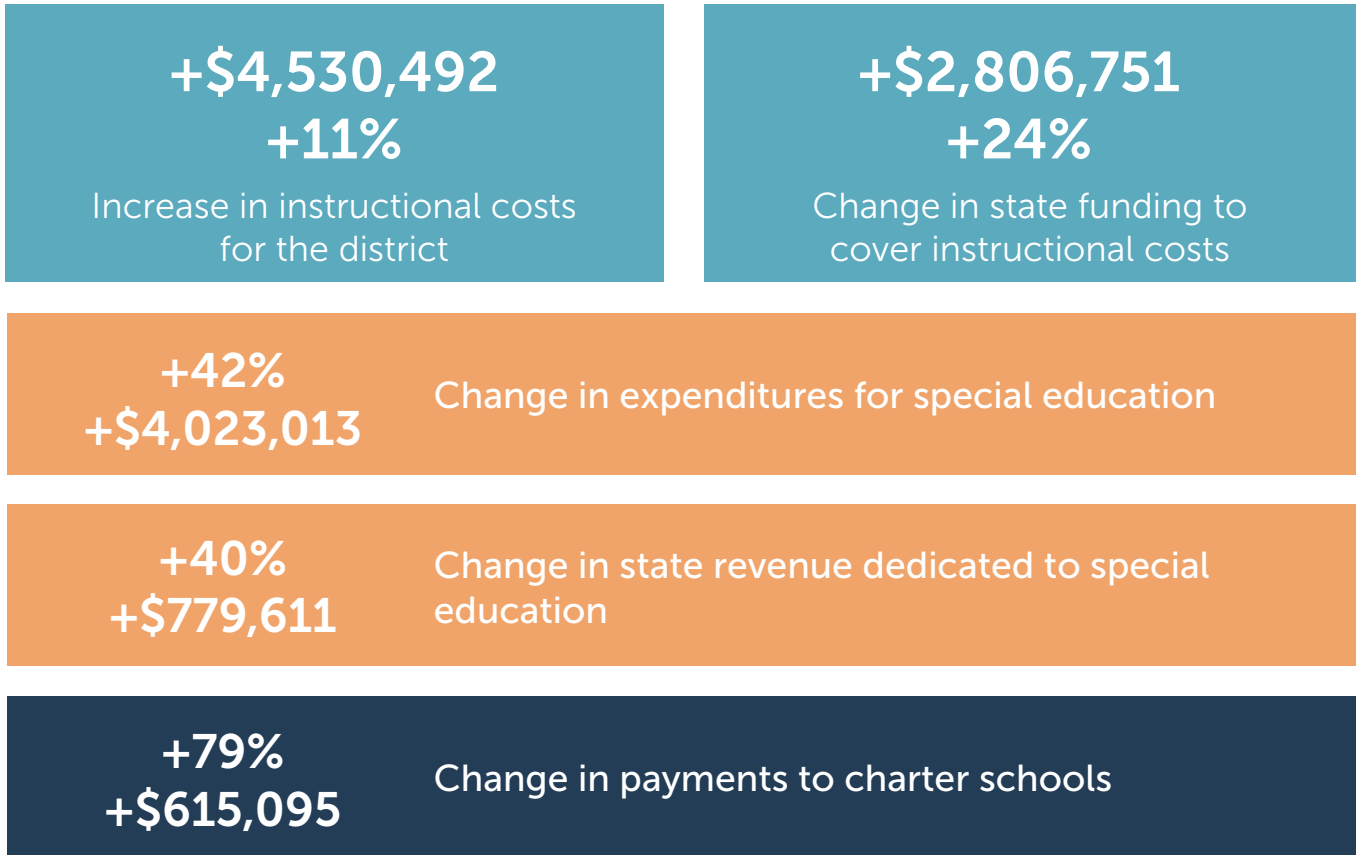 +$4,530,492
+11%
Increase in instructional costs
for the district
+$2,806,751
+24%
Change in state funding to
cover instructional costs
+42%
+$4,023,013
Change in expenditures for special education
+40%
+$779,611
Change in state revenue dedicated to special
education
+79%
+$615,095
Change in payments to charter schools